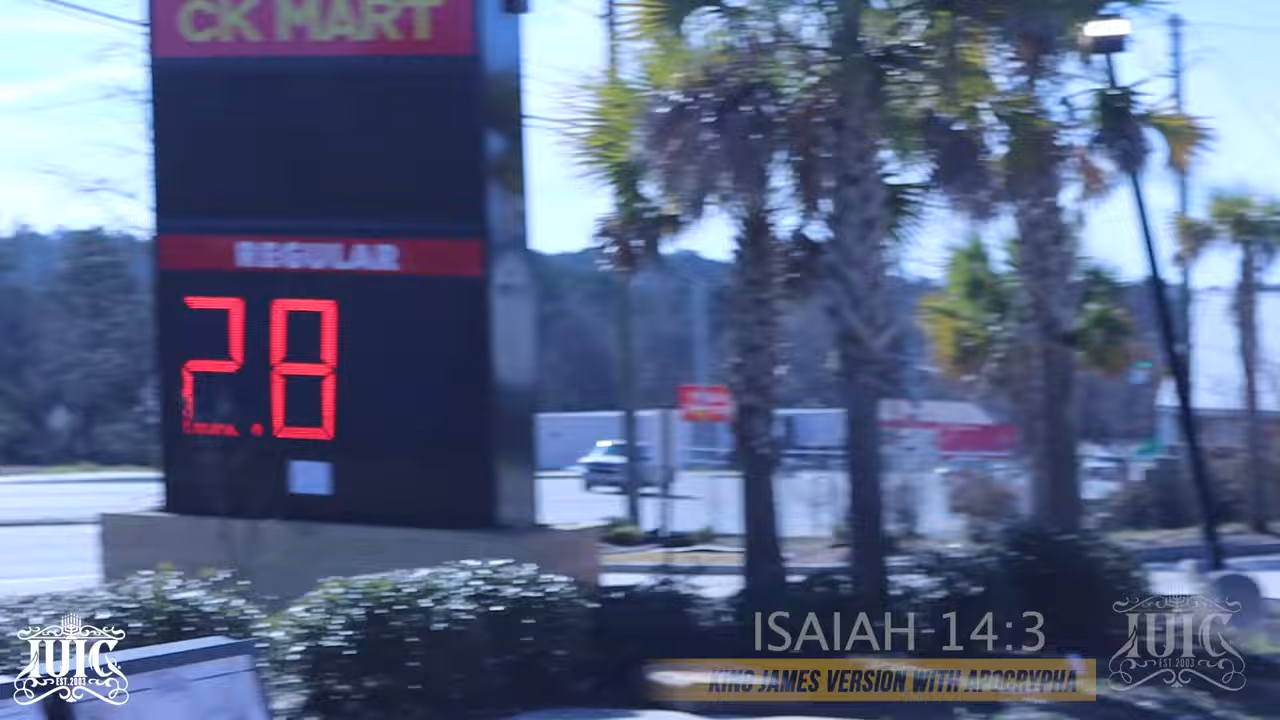 CK MART
REGULAR
2.8
IUIC
EST. 2003
ISAIAH 14:3
KING JAMES VERSION WITH APOCRYPHA
IUIC
EST. 2003